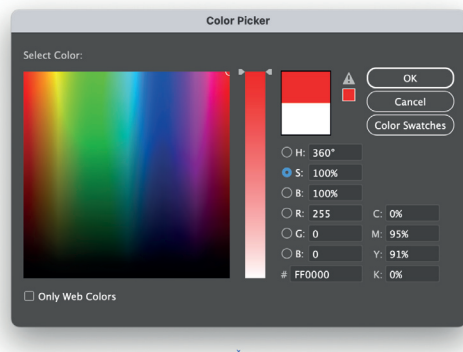 Color Picker
Select Color:
OK
Cancel
Color Swatches
H: 360°
S: 100%
B: 100%
R: 255 C: 0%
G: 0 M: 95%
B: 0 Y: 91%
# FF0000 K: 0%
Only Web Colors